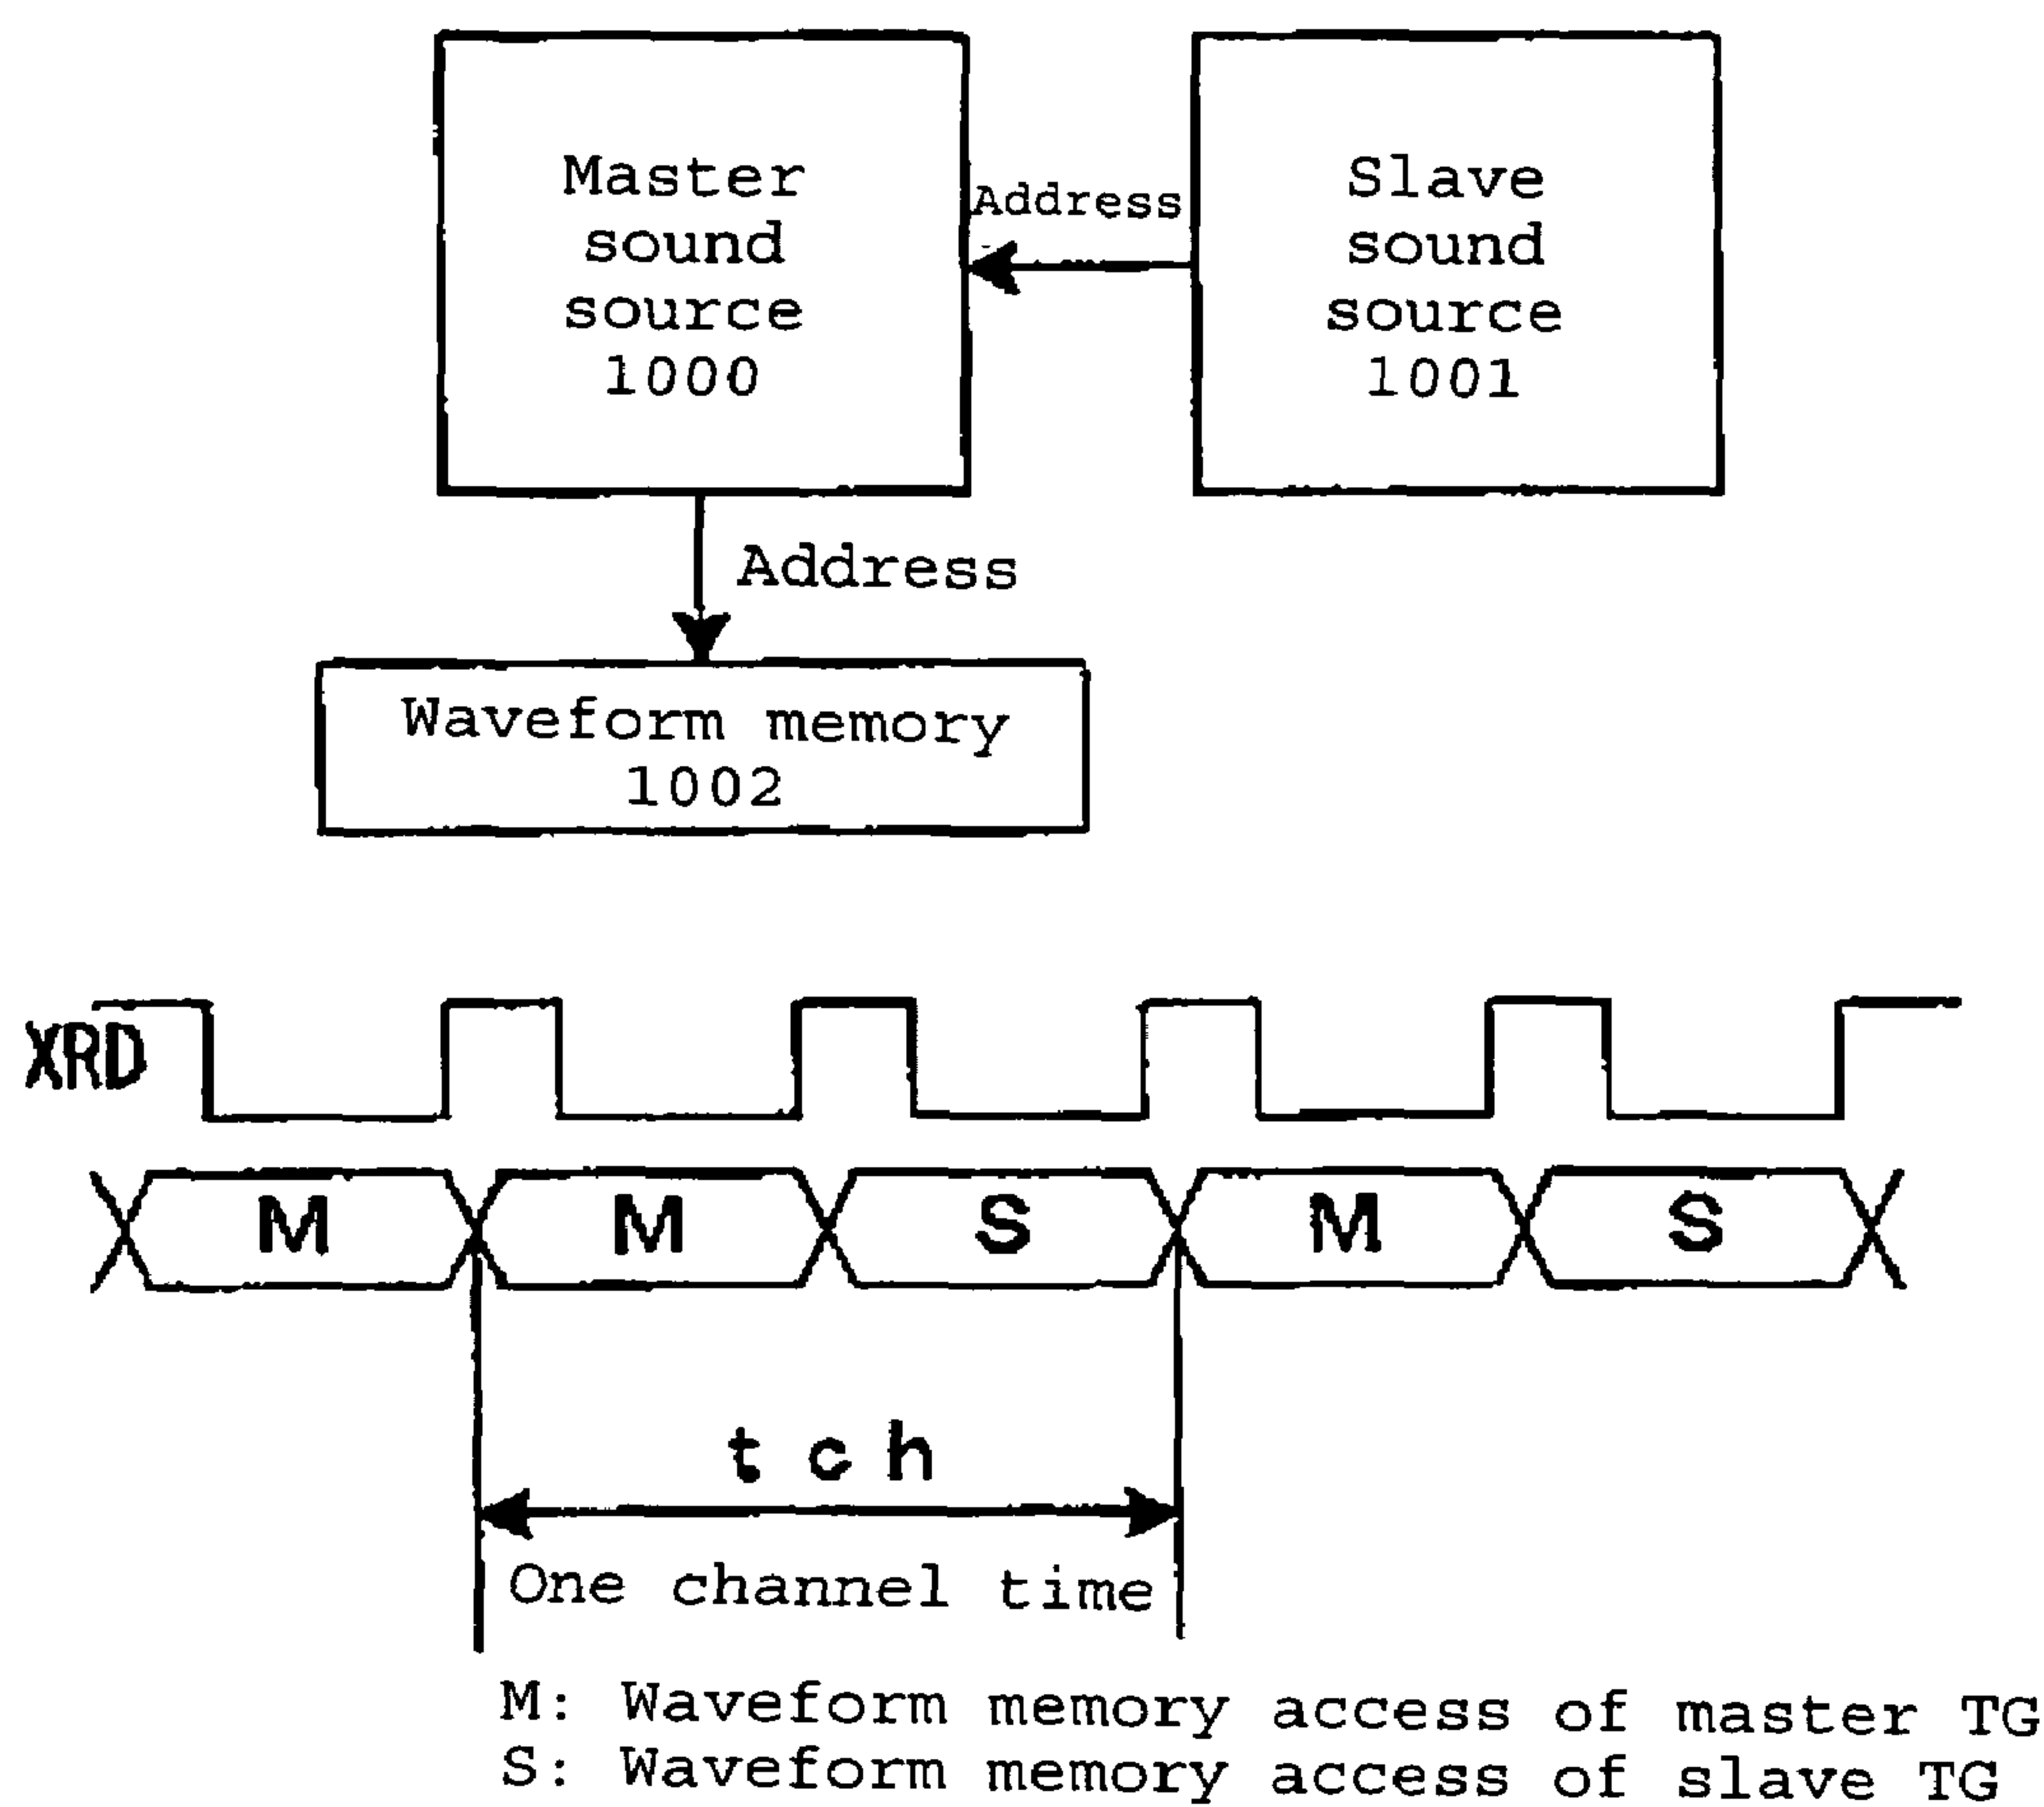 Master
sound
source
1000
Address
Slave
sound
source
1001
Address
Waveform memory
1002
XRD
M M S M S
tch
One channel time
M: Waveform memory access of master TG
S: Waveform memory access of slave TG